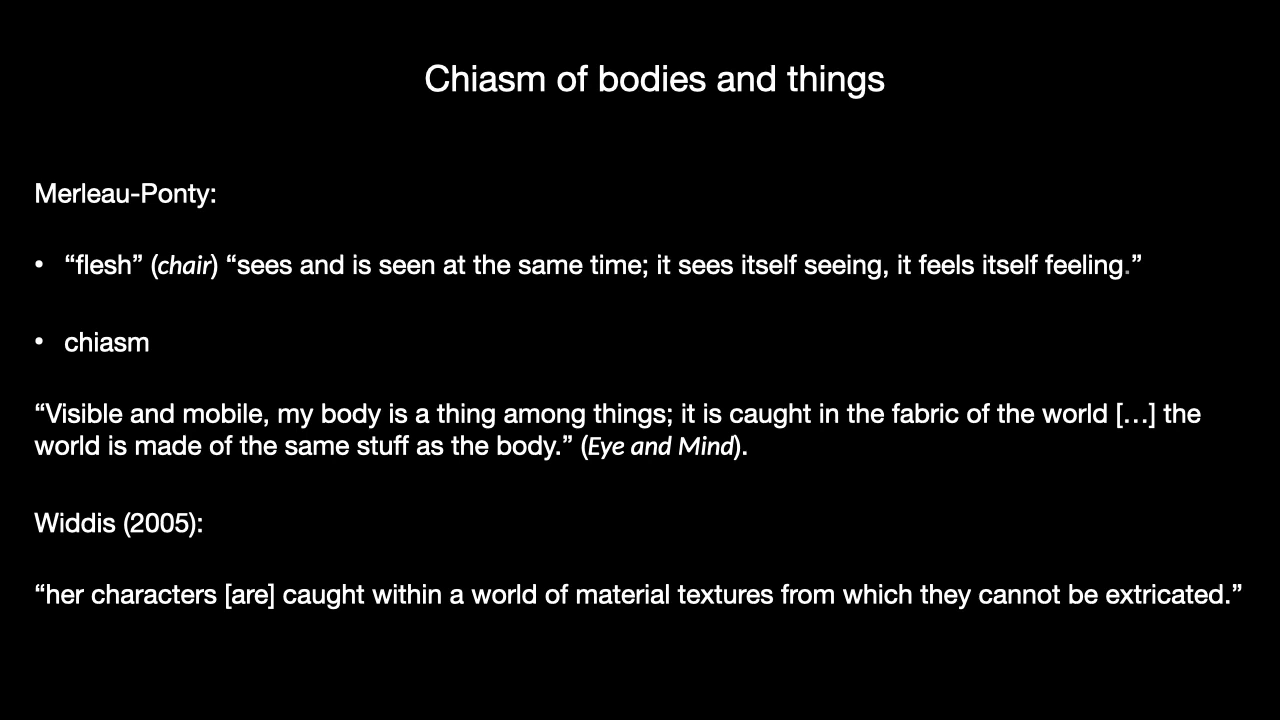 Chiasm of bodies and things
Merleau-Ponty:
• “flesh” (chair) “sees and is seen at the same time; it sees itself seeing, it feels itself feeling.”
• chiasm
“Visible and mobile, my body is a thing among things; it is caught in the fabric of the world […] the
world is made of the same stuff as the body.” (Eye and Mind).
Widdis (2005):
“her characters [are] caught within a world of material textures from which they cannot be extricated.”